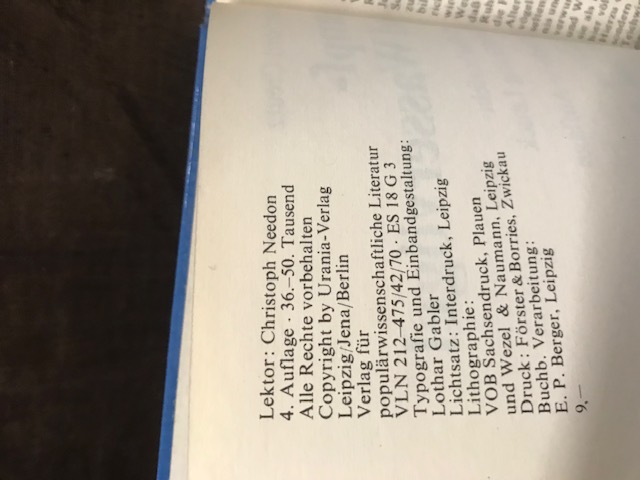 Lektor: Christoph Needon
4. Auflage · 36.–50. Tausend
Alle Rechte vorbehalten
Copyright by Urania-Verlag
Leipzig/Jena/Berlin
Verlag für
populärwissenschaftliche Literatur
VLN 212–475/42/70 · ES 18 G 3
Typografie und Einbandgestaltung:
Lothar Gabler
Lichtsatz: Interdruck, Leipzig
Lithographie:
VOB Sachsendruck, Plauen
und Wezel & Naumann, Leipzig
Druck: Förster & Borries, Zwickau
Buchb. Verarbeitung:
E. P. Berger, Leipzig
9,–